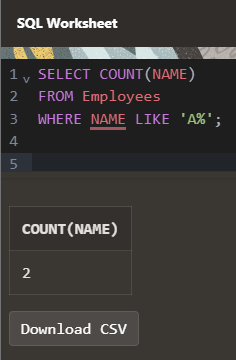 SQL Worksheet
1 SELECT COUNT(NAME)
2 FROM Employees
3 WHERE NAME LIKE 'A%';
4
5
COUNT(NAME)
2
Download CSV